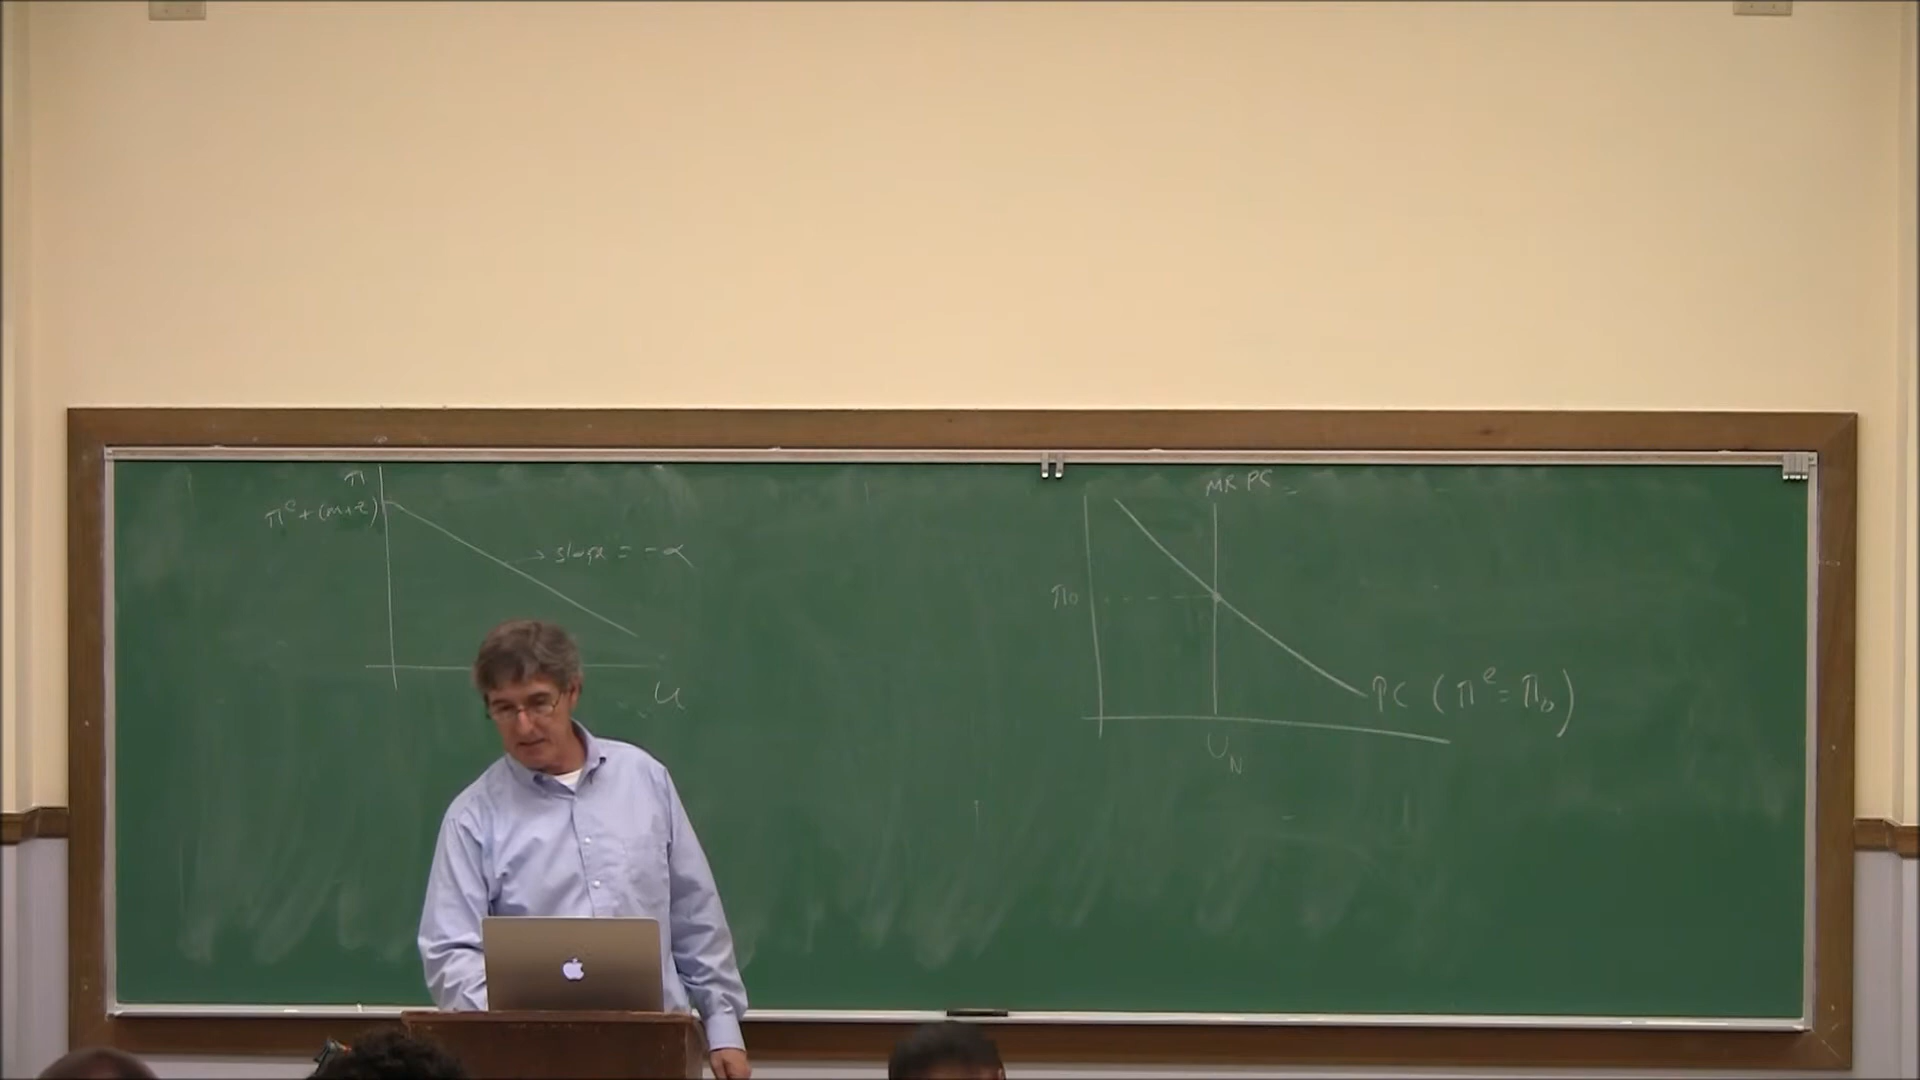 π
π^e + (m+z)
→ slope = -α
u
MR PC
π₀
PC (π^e = π₀)
U_N